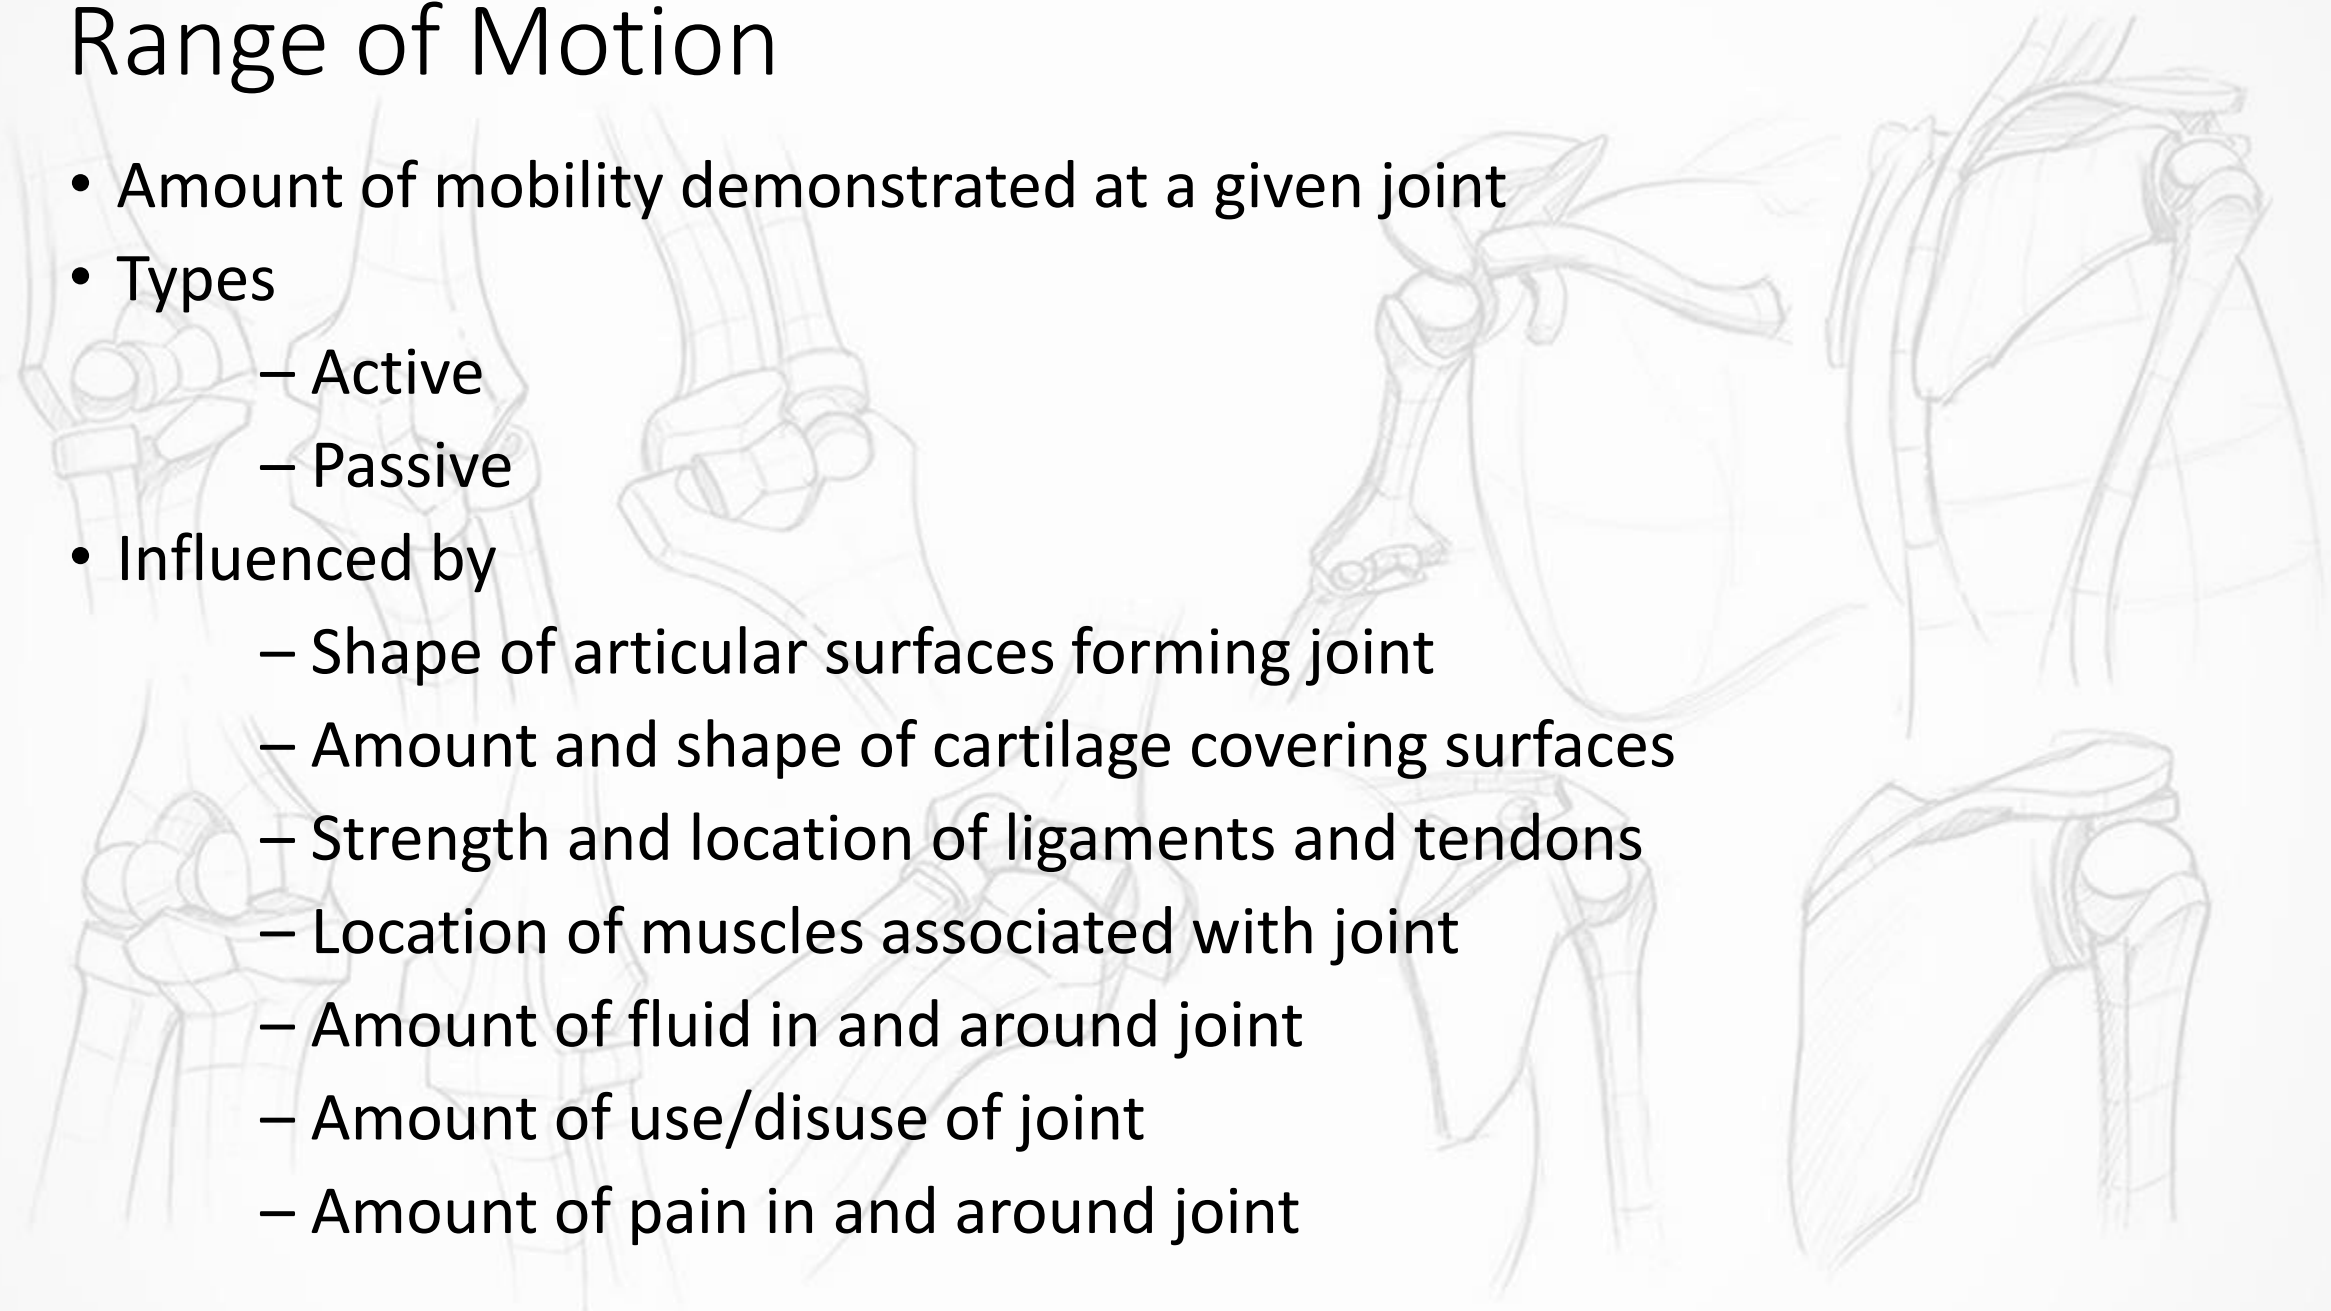 Range of Motion
• Amount of mobility demonstrated at a given joint
• Types
– Active
– Passive
• Influenced by
– Shape of articular surfaces forming joint
– Amount and shape of cartilage covering surfaces
– Strength and location of ligaments and tendons
– Location of muscles associated with joint
– Amount of fluid in and around joint
– Amount of use/disuse of joint
– Amount of pain in and around joint